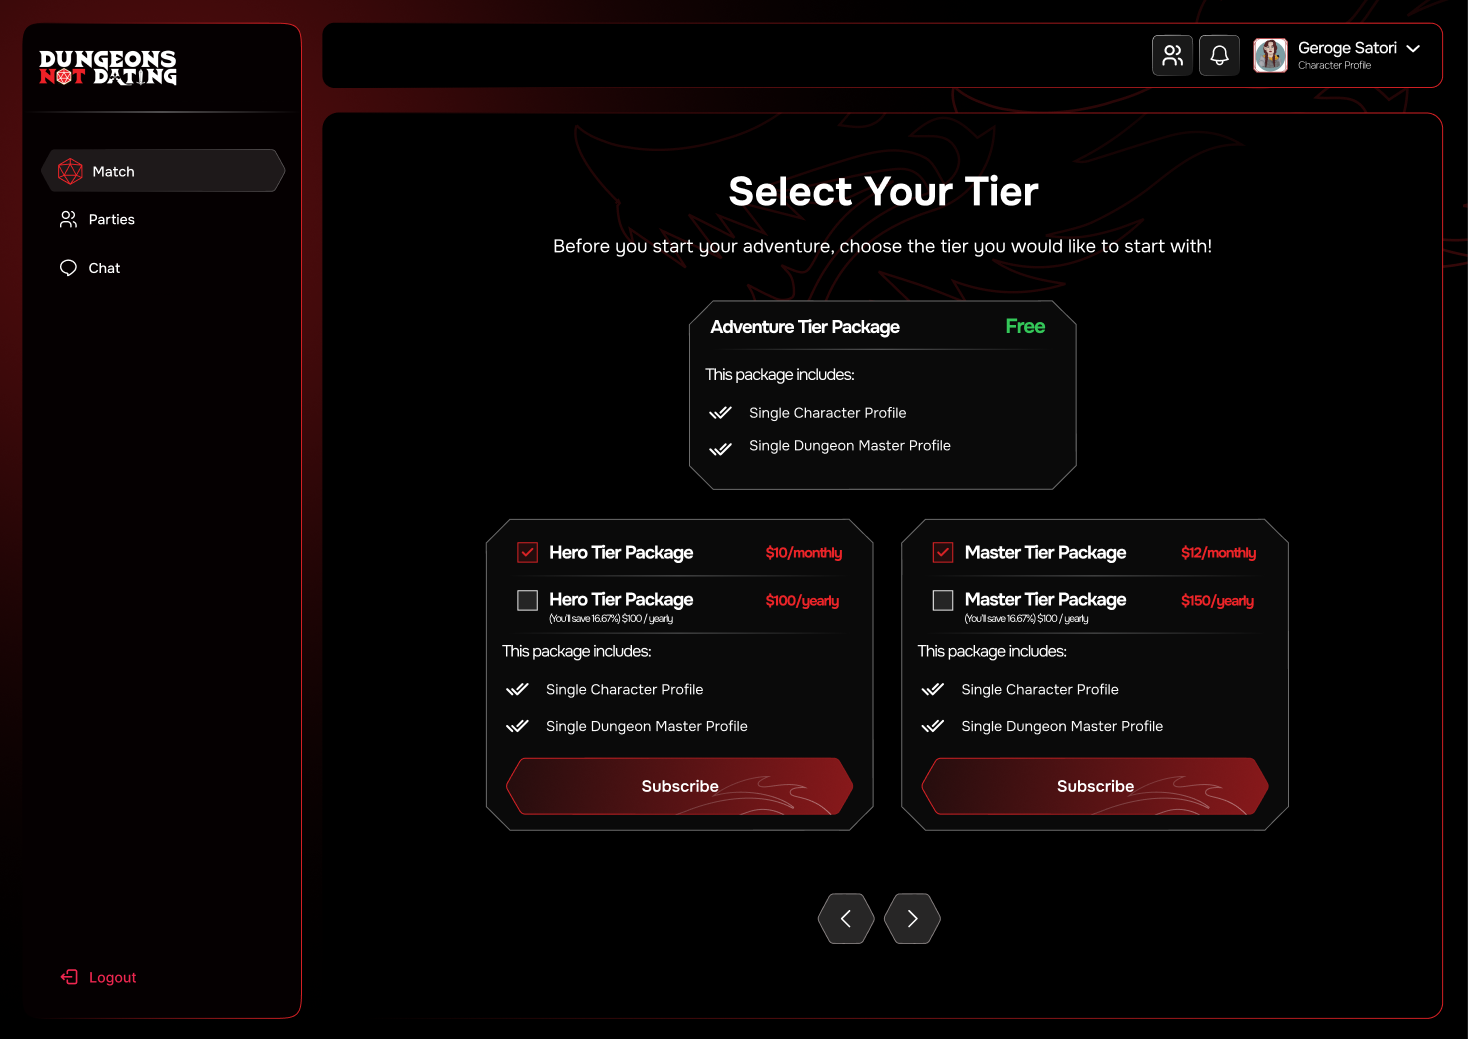 DUNGEONS
NOT DATING
Match
Parties
Chat
Logout
Geroge Satori
Character Profile
Select Your Tier
Before you start your adventure, choose the tier you would like to start with!
Adventure Tier Package Free
This package includes:
Single Character Profile
Single Dungeon Master Profile
Hero Tier Package $10/monthly
Hero Tier Package $100/yearly
(You'll save 16.67%) $100 / yearly
This package includes:
Single Character Profile
Single Dungeon Master Profile
Subscribe
Master Tier Package $12/monthly
Master Tier Package $150/yearly
(You'll save 16.67%) $100 / yearly
This package includes:
Single Character Profile
Single Dungeon Master Profile
Subscribe